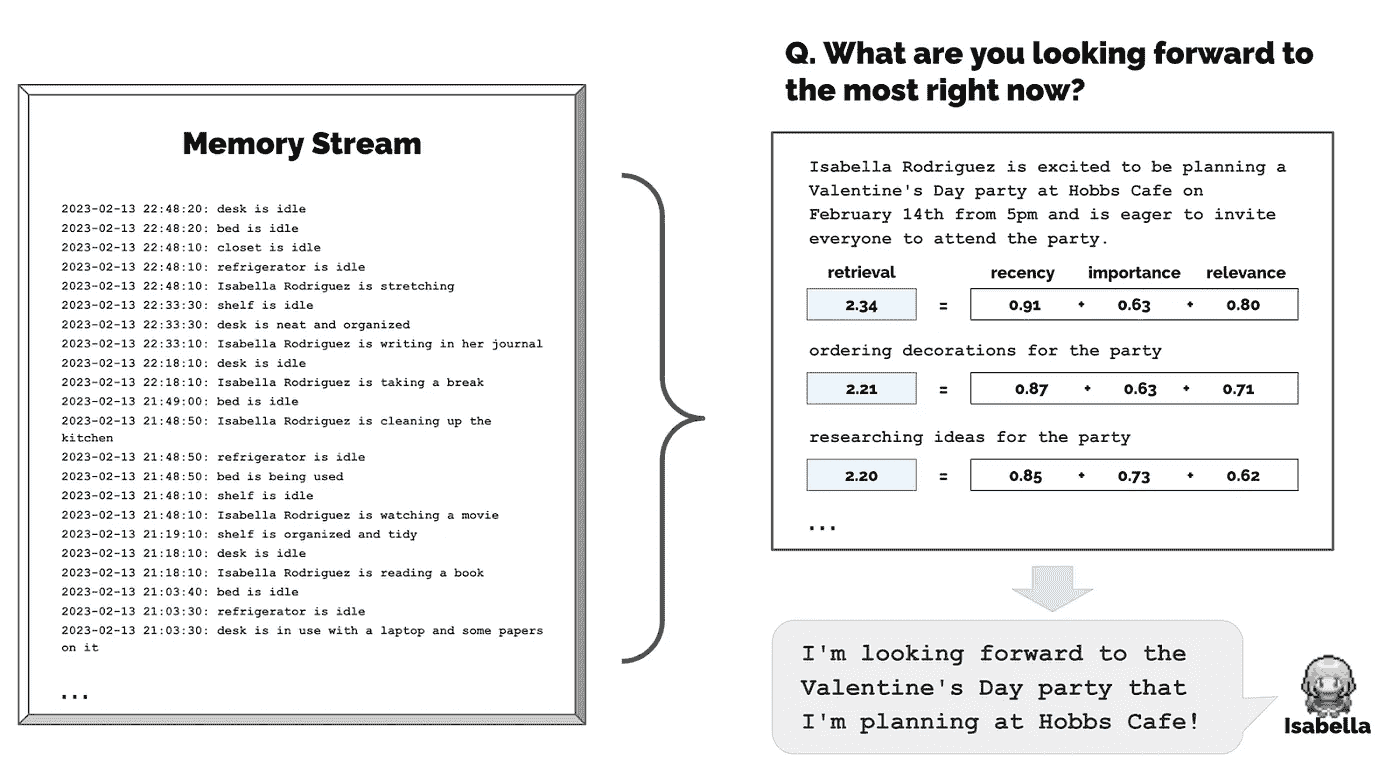 Memory Stream
2023-02-13 22:48:20: desk is idle
2023-02-13 22:48:20: bed is idle
2023-02-13 22:48:10: closet is idle
2023-02-13 22:48:10: refrigerator is idle
2023-02-13 22:48:10: Isabella Rodriguez is stretching
2023-02-13 22:33:30: shelf is idle
2023-02-13 22:33:30: desk is neat and organized
2023-02-13 22:33:10: Isabella Rodriguez is writing in her journal
2023-02-13 22:18:10: desk is idle
2023-02-13 22:18:10: Isabella Rodriguez is taking a break
2023-02-13 21:49:00: bed is idle
2023-02-13 21:48:50: Isabella Rodriguez is cleaning up the
kitchen
2023-02-13 21:48:50: refrigerator is idle
2023-02-13 21:48:50: bed is being used
2023-02-13 21:48:10: shelf is idle
2023-02-13 21:48:10: Isabella Rodriguez is watching a movie
2023-02-13 21:19:10: shelf is organized and tidy
2023-02-13 21:18:10: desk is idle
2023-02-13 21:18:10: Isabella Rodriguez is reading a book
2023-02-13 21:03:40: bed is idle
2023-02-13 21:03:30: refrigerator is idle
2023-02-13 21:03:30: desk is in use with a laptop and some papers
on it
...
Q. What are you looking forward to
the most right now?
Isabella Rodriguez is excited to be planning a
Valentine's Day party at Hobbs Cafe on
February 14th from 5pm and is eager to invite
everyone to attend the party.
retrieval recency importance relevance
2.34 = 0.91 + 0.63 + 0.80
ordering decorations for the party
2.21 = 0.87 + 0.63 + 0.71
researching ideas for the party
2.20 = 0.85 + 0.73 + 0.62
...
I'm looking forward to the
Valentine's Day party that
I'm planning at Hobbs Cafe!
Isabella